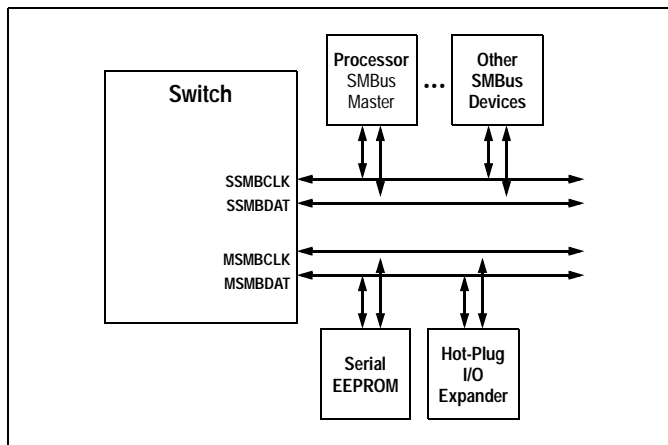 Switch
Processor
SMBus
Master
...
Other
SMBus
Devices
SSMBCLK
SSMBDAT
MSMBCLK
MSMBDAT
Serial
EEPROM
Hot-Plug
I/O
Expander